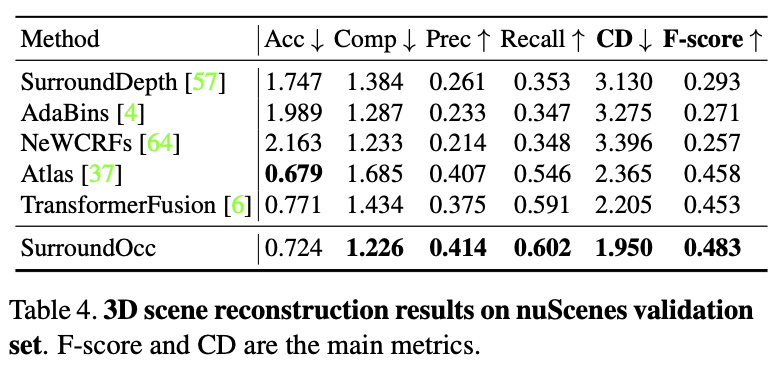 Method Acc ↓ Comp ↓ Prec ↑ Recall ↑ CD ↓ F-score ↑
SurroundDepth [57] 1.747 1.384 0.261 0.353 3.130 0.293
AdaBins [4] 1.989 1.287 0.233 0.347 3.275 0.271
NeWCRFs [64] 2.163 1.233 0.214 0.348 3.396 0.257
Atlas [37] 0.679 1.685 0.407 0.546 2.365 0.458
TransformerFusion [6] 0.771 1.434 0.375 0.591 2.205 0.453
SurroundOcc 0.724 1.226 0.414 0.602 1.950 0.483
Table 4. 3D scene reconstruction results on nuScenes validation
set. F-score and CD are the main metrics.